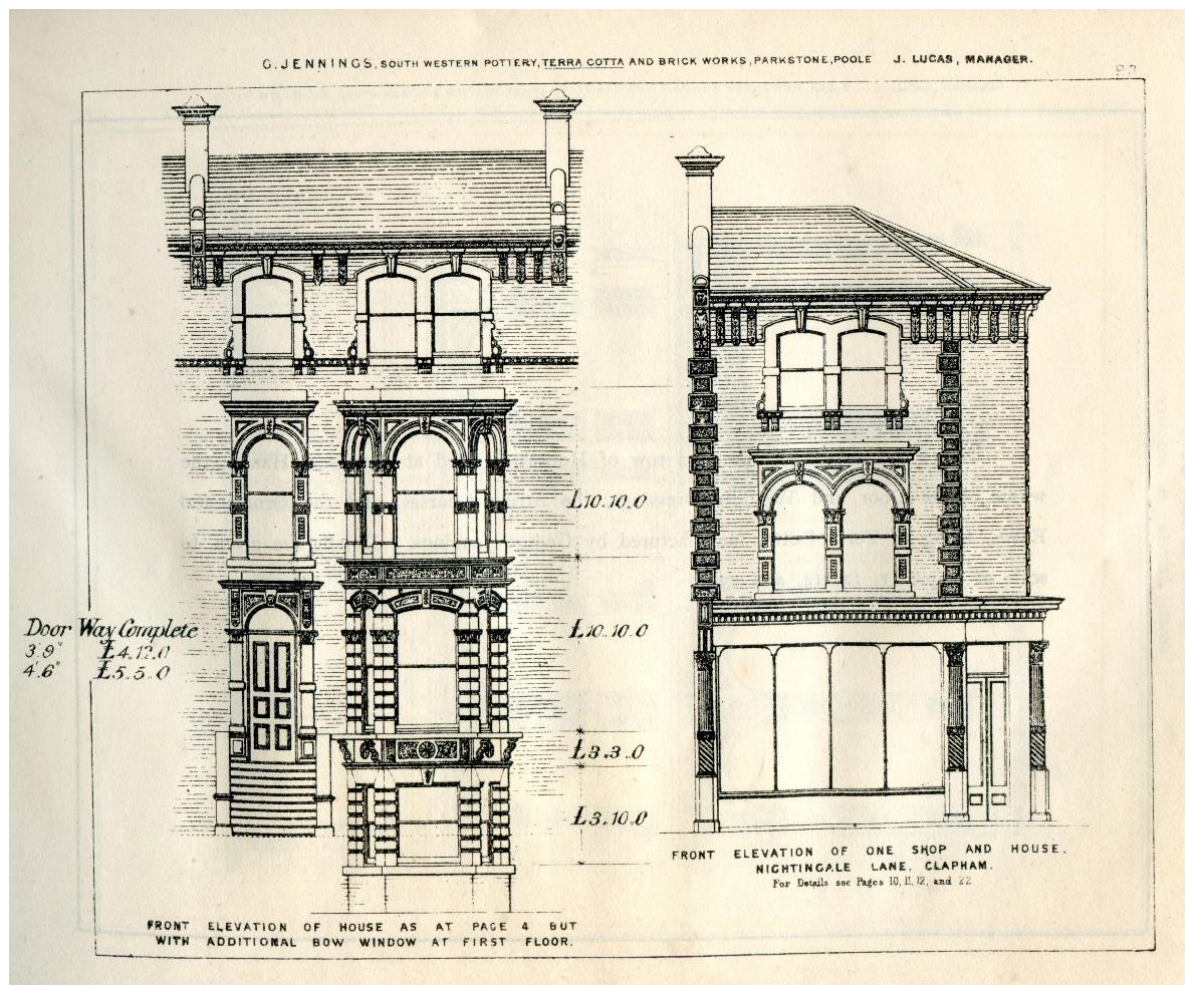 G. JENNINGS, SOUTH WESTERN POTTERY, TERRA COTTA AND BRICK WORKS, PARKSTONE, POOLE J. LUCAS, MANAGER.
£10.10.0
Door Way Complete
3'.9" £4.12.0
4'.6" £5.5.0
£10.10.0
£3.3.0
£3.10.0
FRONT ELEVATION OF HOUSE AS AT PAGE 4 BUT
WITH ADDITIONAL BOW WINDOW AT FIRST FLOOR.
FRONT ELEVATION OF ONE SHOP AND HOUSE.
NIGHTINGALE LANE, CLAPHAM.
For Details see Pages 10, 11, 12, and 22